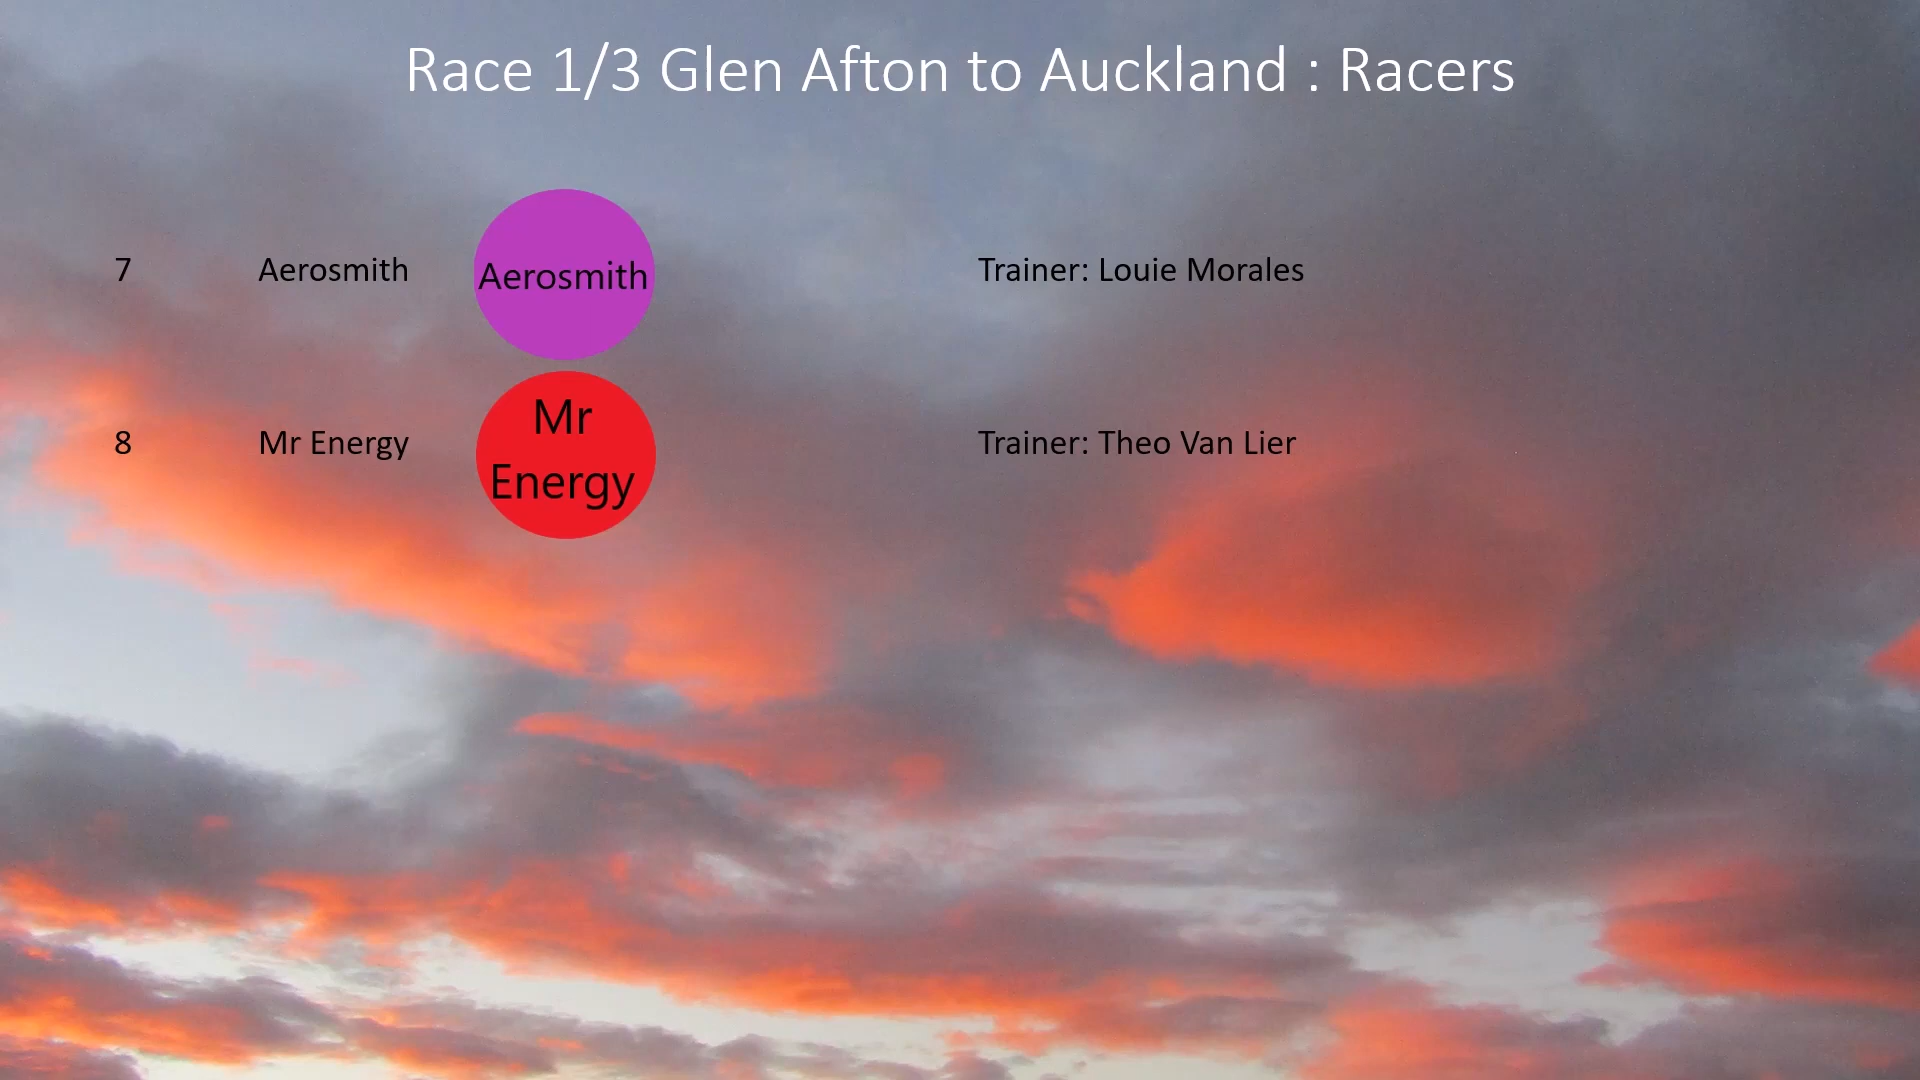 Race 1/3 Glen Afton to Auckland : Racers
7 Aerosmith Aerosmith Trainer: Louie Morales
8 Mr Energy Mr Energy Trainer: Theo Van Lier